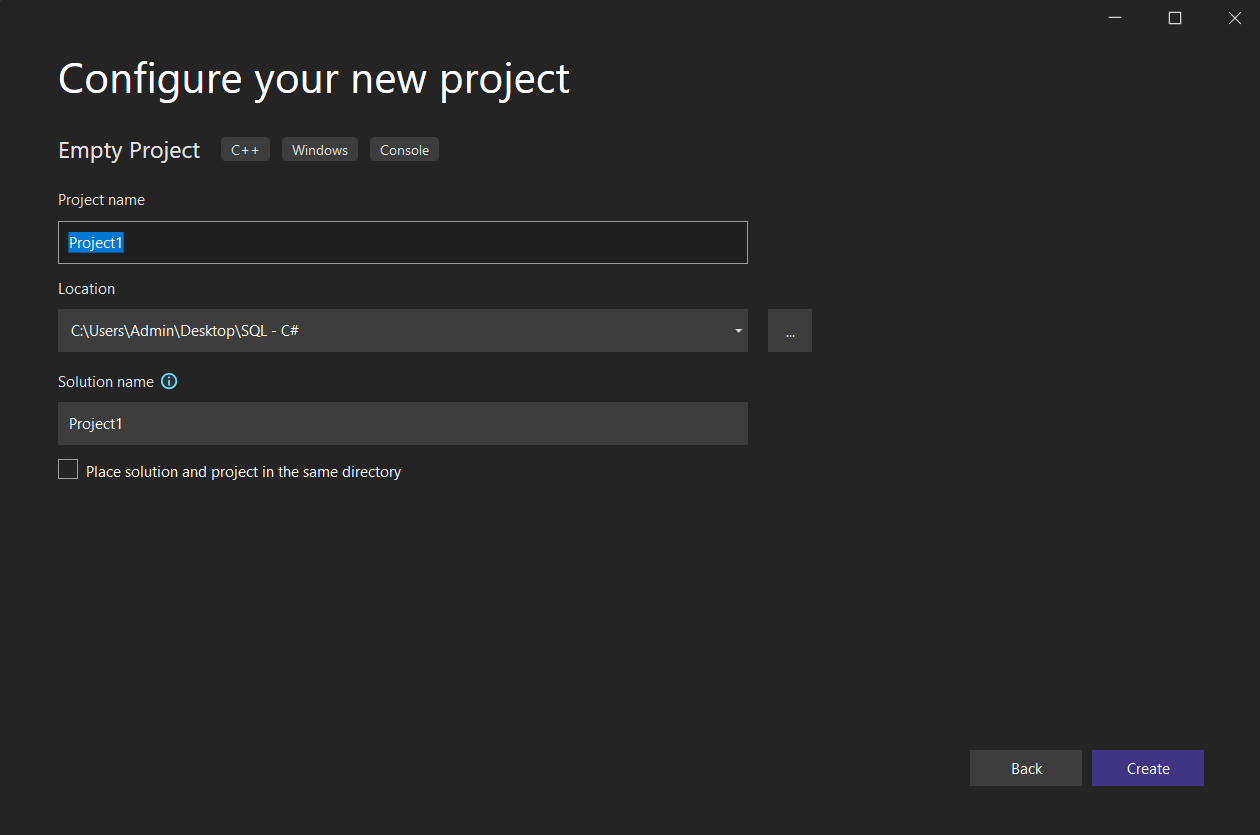 Configure your new project
Empty Project C++ Windows Console
Project name
Project1
Location
C:\Users\Admin\Desktop\SQL - C#
...
Solution name
Project1
Place solution and project in the same directory
Back Create